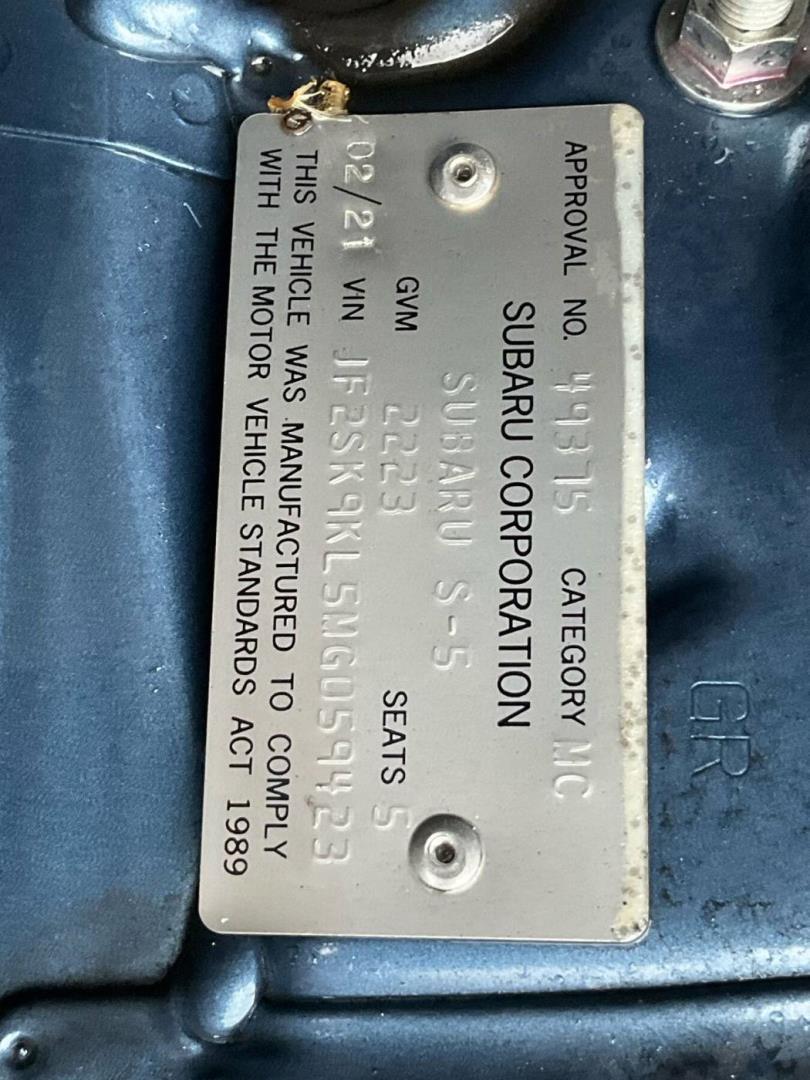 APPROVAL NO. 49375 CATEGORY MC
SUBARU CORPORATION
SUBARU S-5
GVM 2223 SEATS 5
02/21 VIN JF2SK9KL5MG059423
THIS VEHICLE WAS MANUFACTURED TO COMPLY
WITH THE MOTOR VEHICLE STANDARDS ACT 1989
GR